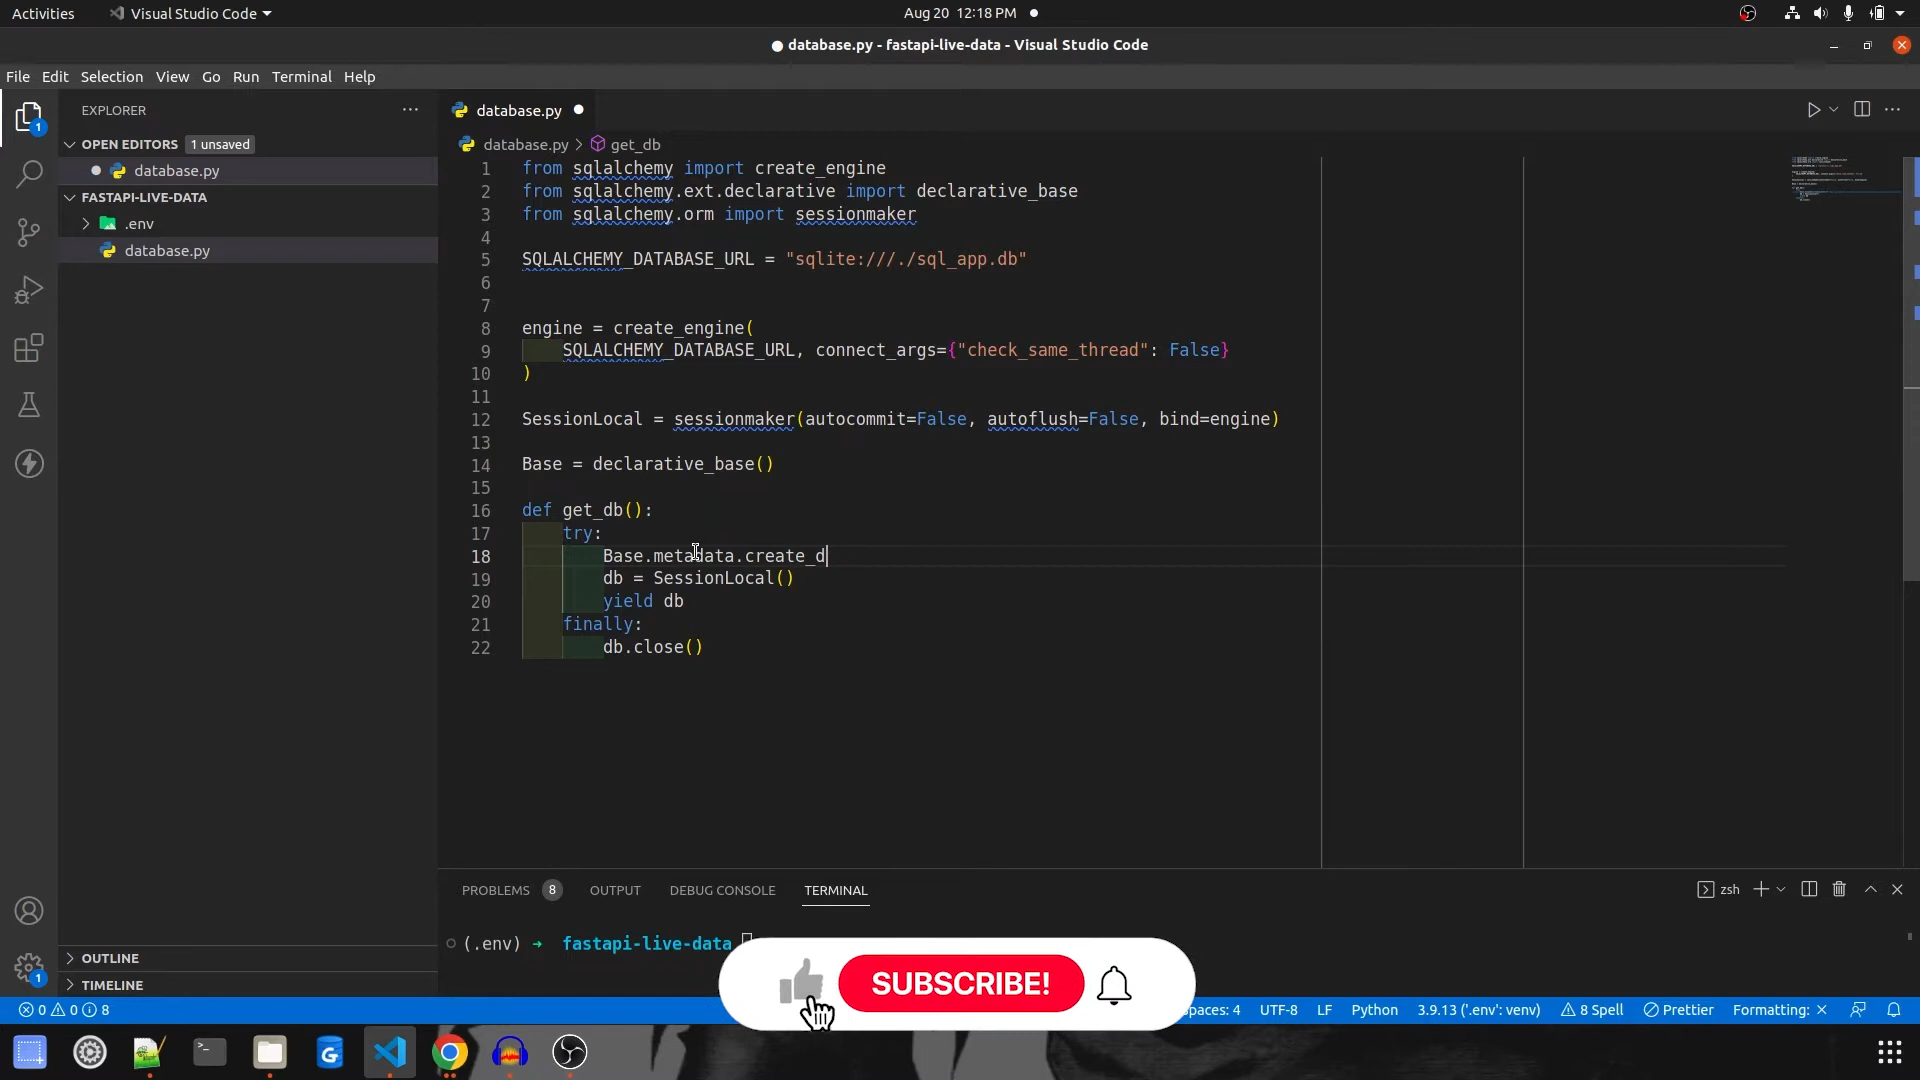 Activities
Visual Studio Code
Aug 20 12:18 PM
database.py - fastapi-live-data - Visual Studio Code
File Edit Selection View Go Run Terminal Help
EXPLORER
OPEN EDITORS 1 unsaved
database.py
FASTAPI-LIVE-DATA
.env
database.py
OUTLINE
TIMELINE
database.py
database.py > get_db
1 from sqlalchemy import create_engine
2 from sqlalchemy.ext.declarative import declarative_base
3 from sqlalchemy.orm import sessionmaker
4
5 SQLALCHEMY_DATABASE_URL = "sqlite:///./sql_app.db"
6
7
8 engine = create_engine(
9 SQLALCHEMY_DATABASE_URL, connect_args={"check_same_thread": False}
10 )
11
12 SessionLocal = sessionmaker(autocommit=False, autoflush=False, bind=engine)
13
14 Base = declarative_base()
15
16 def get_db():
17 try:
18 Base.metadata.create_d
19 db = SessionLocal()
20 yield db
21 finally:
22 db.close()
PROBLEMS 8 OUTPUT DEBUG CONSOLE TERMINAL
zsh
(.env) → fastapi-live-data
SUBSCRIBE!
0 0 8
paces: 4 UTF-8 LF Python 3.9.13 ('.env': venv) 8 Spell Prettier Formatting: ×
1
1